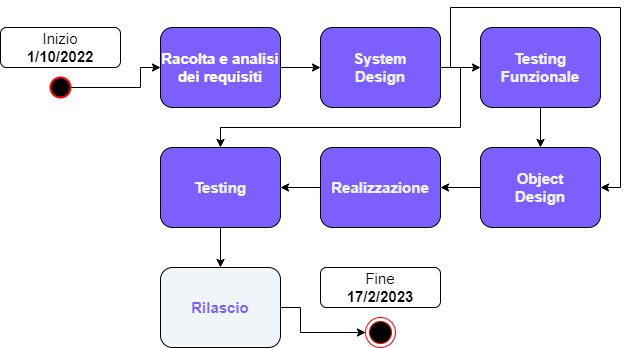 Inizio
1/10/2022
Racolta e analisi
dei requisiti
System
Design
Testing
Funzionale
Testing
Realizzazione
Object
Design
Rilascio
Fine
17/2/2023